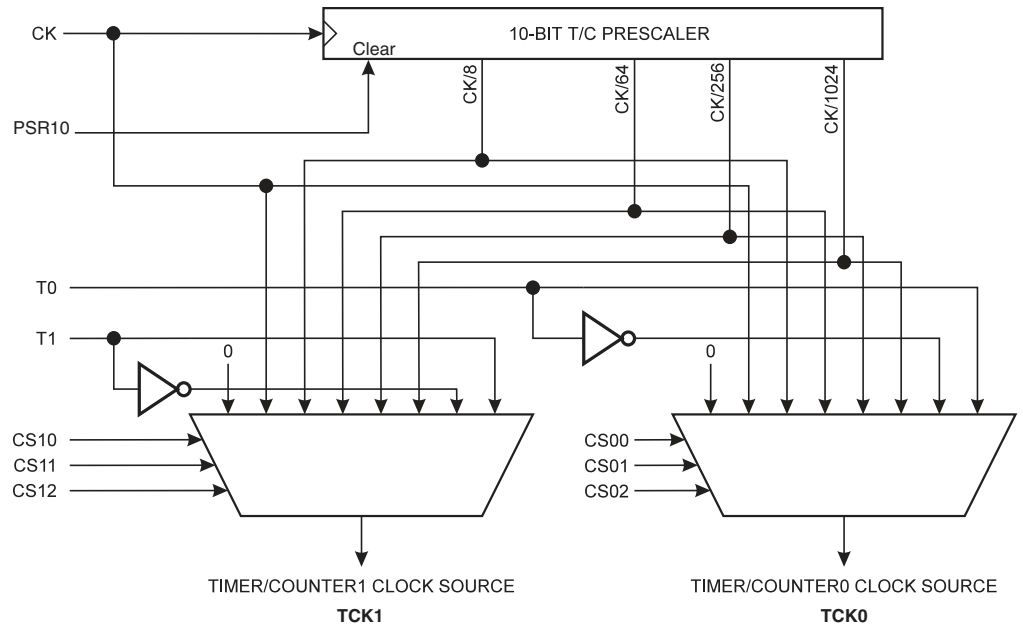 CK
10-BIT T/C PRESCALER
Clear
CK/8
CK/64
CK/256
CK/1024
PSR10
T0
T1
0
0
CS10
CS11
CS12
CS00
CS01
CS02
TIMER/COUNTER1 CLOCK SOURCE
TCK1
TIMER/COUNTER0 CLOCK SOURCE
TCK0